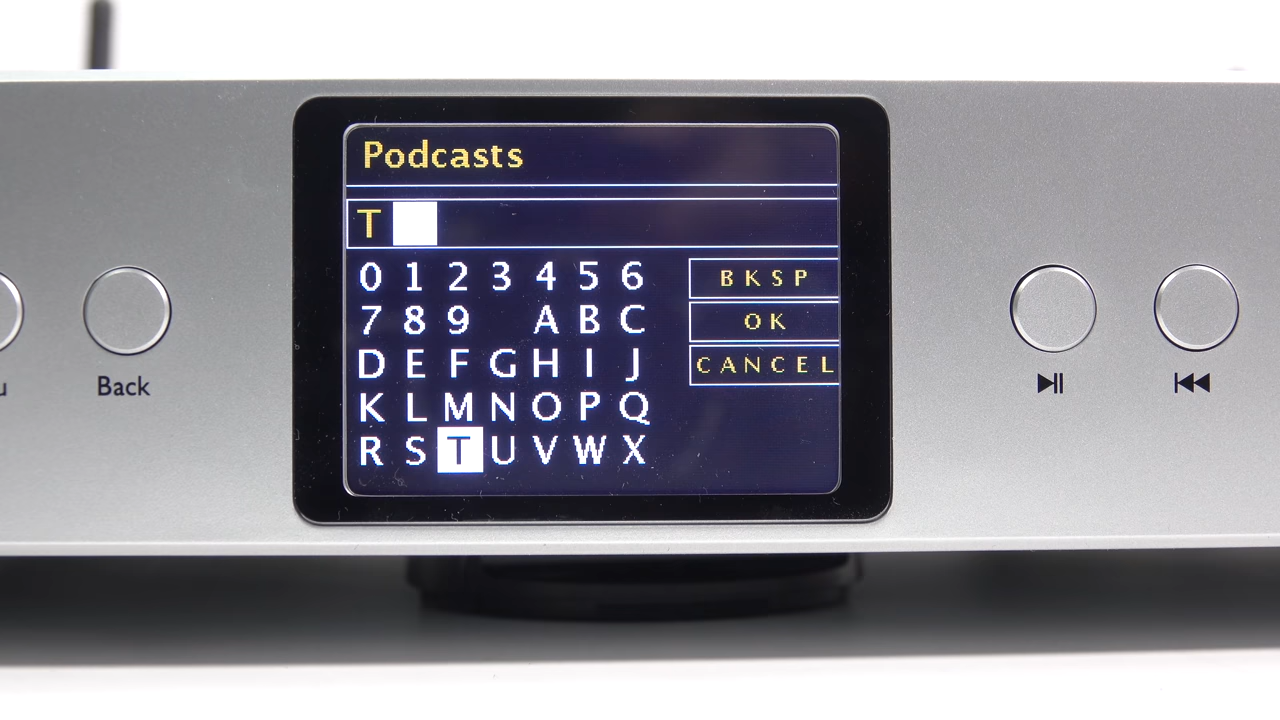 Podcasts
T
0 1 2 3 4 5 6 BKSP
7 8 9 A B C OK
D E F G H I J CANCEL
K L M N O P Q
R S T U V W X
Back